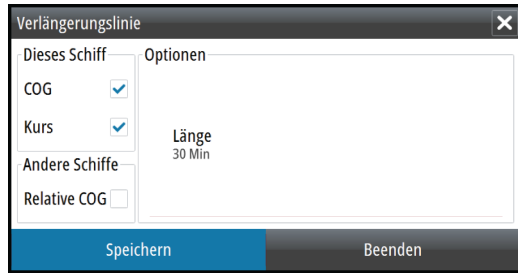 Verlängerungslinie
Dieses Schiff
COG
Kurs
Andere Schiffe
Relative COG
Optionen
Länge
30 Min
Speichern
Beenden